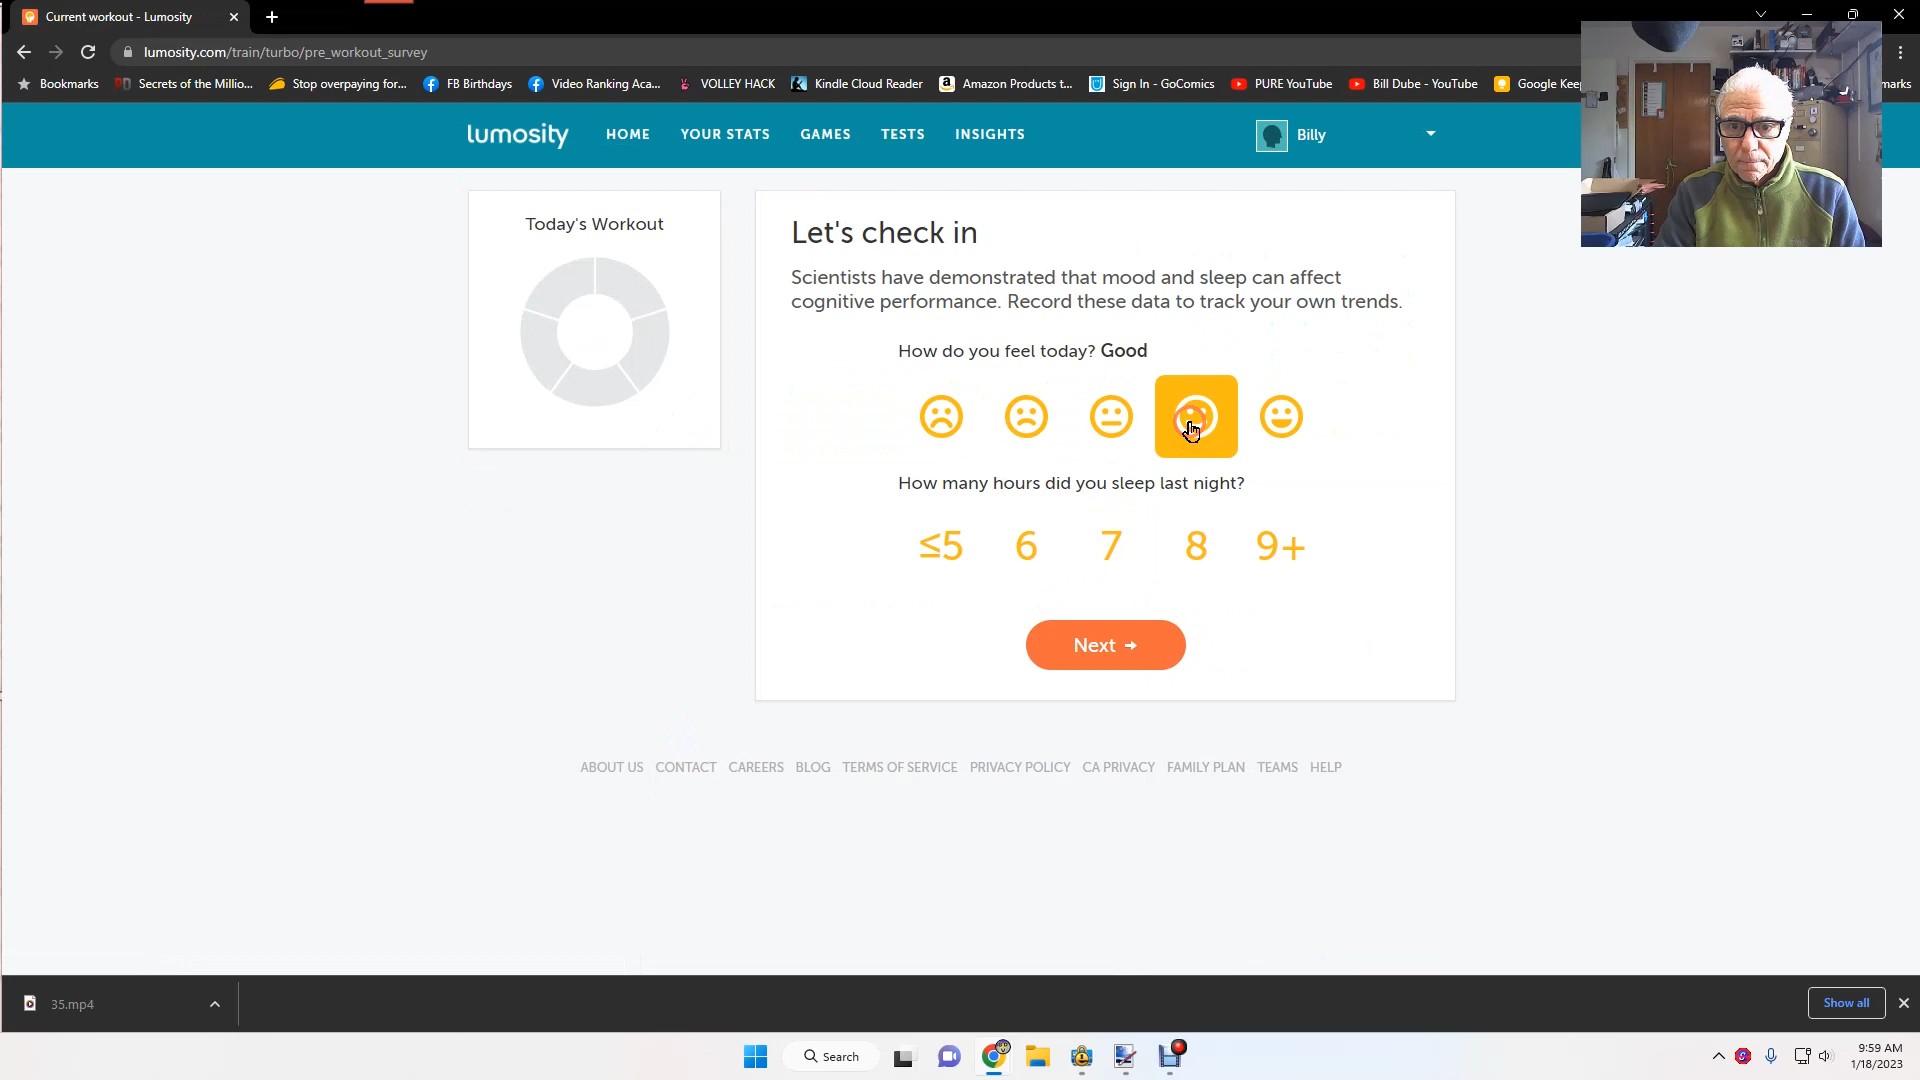 Current workout - Lumosity
lumosity.com/train/turbo/pre_workout_survey
Bookmarks
Secrets of the Millio...
Stop overpaying for...
FB Birthdays
Video Ranking Aca...
VOLLEY HACK
Kindle Cloud Reader
Amazon Products t...
Sign In - GoComics
PURE YouTube
Bill Dube - YouTube
Google Keep
marks
lumosity
HOME
YOUR STATS
GAMES
TESTS
INSIGHTS
Billy
Today's Workout
Let's check in
Scientists have demonstrated that mood and sleep can affect
cognitive performance. Record these data to track your own trends.
How do you feel today? Good
How many hours did you sleep last night?
≤5 6 7 8 9+
Next →
ABOUT US CONTACT CAREERS BLOG TERMS OF SERVICE PRIVACY POLICY CA PRIVACY FAMILY PLAN TEAMS HELP
35.mp4
Show all
Search
9:59 AM
1/18/2023